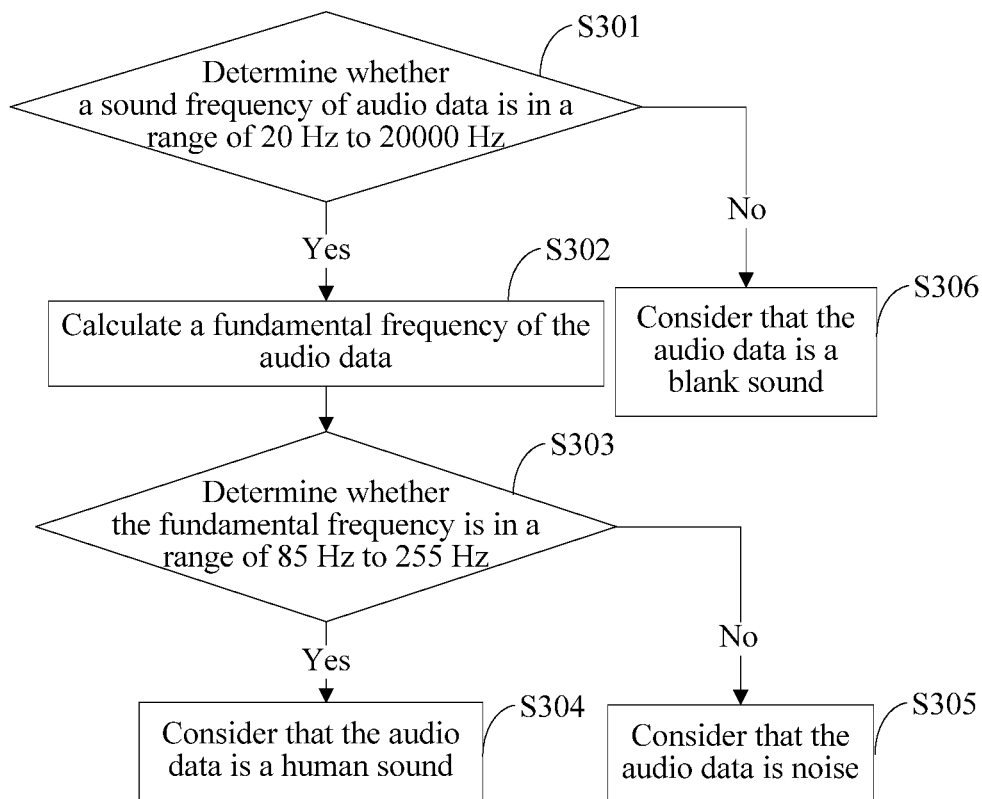 S301
Determine whether
a sound frequency of audio data is in a
range of 20 Hz to 20000 Hz
No
Yes
S302
Calculate a fundamental frequency of the
audio data
S306
Consider that the
audio data is a
blank sound
S303
Determine whether
the fundamental frequency is in a
range of 85 Hz to 255 Hz
No
Yes
S304
Consider that the audio
data is a human sound
S305
Consider that the
audio data is noise